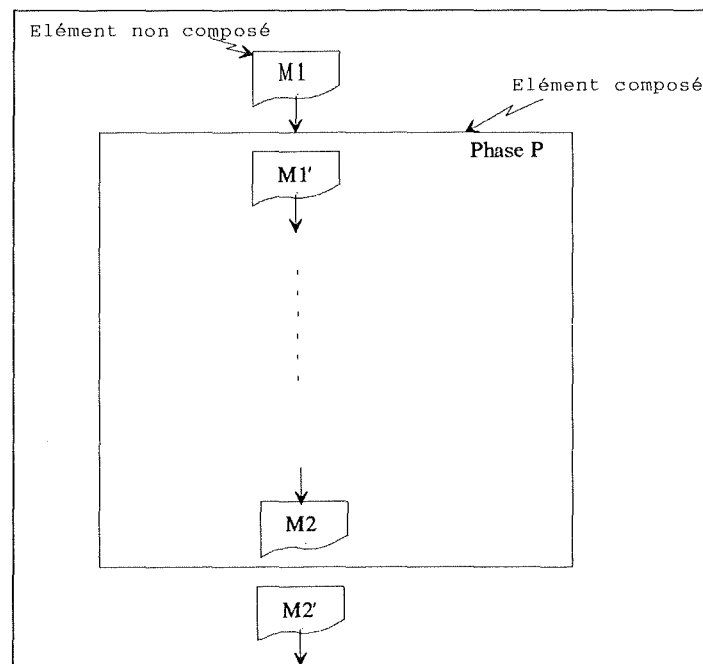 Elément non composé
M1
Elément composé
Phase P
M1'
M2
M2'